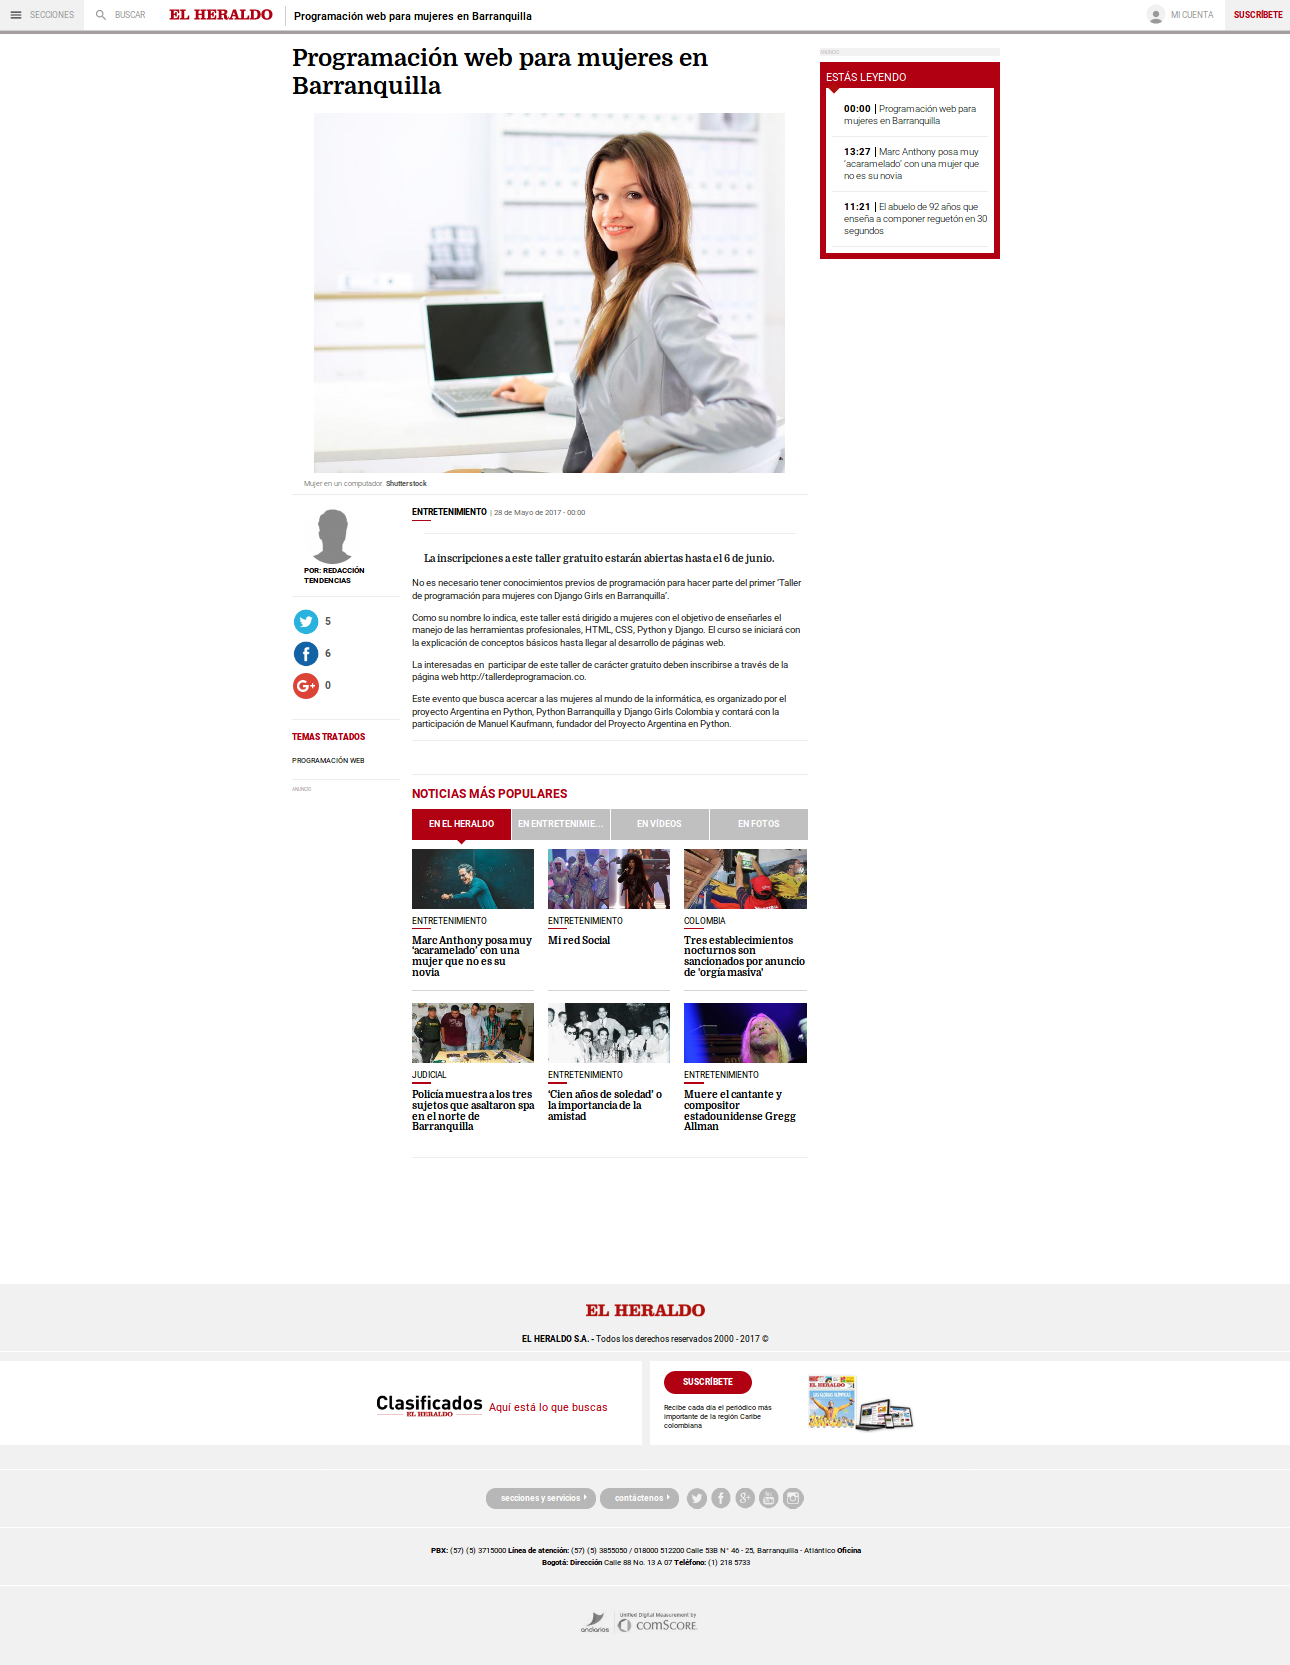 SECCIONES
BUSCAR
EL HERALDO
Programación web para mujeres en Barranquilla
MI CUENTA
SUSCRÍBETE
Programación web para mujeres en
Barranquilla
Mujer en un computador Shutterstock
POR: REDACCIÓN
TENDENCIAS
5
6
0
TEMAS TRATADOS
PROGRAMACIÓN WEB
ANUNCIO
ENTRETENIMIENTO | 28 de Mayo de 2017 - 00:00
La inscripciones a este taller gratuito estarán abiertas hasta el 6 de junio.
No es necesario tener conocimientos previos de programación para hacer parte del primer ‘Taller
de programación para mujeres con Django Girls en Barranquilla’.
Como su nombre lo indica, este taller está dirigido a mujeres con el objetivo de enseñarles el
manejo de las herramientas profesionales, HTML, CSS, Python y Django. El curso se iniciará con
la explicación de conceptos básicos hasta llegar al desarrollo de páginas web.
La interesadas en participar de este taller de carácter gratuito deben inscribirse a través de la
página web http://tallerdeprogramacion.co.
Este evento que busca acercar a las mujeres al mundo de la informática, es organizado por el
proyecto Argentina en Python, Python Barranquilla y Django Girls Colombia y contará con la
participación de Manuel Kaufmann, fundador del Proyecto Argentina en Python.
NOTICIAS MÁS POPULARES
EN EL HERALDO
EN ENTRETENIMIE...
EN VÍDEOS
EN FOTOS
ENTRETENIMIENTO
Marc Anthony posa muy
‘acaramelado’ con una
mujer que no es su
novia
ENTRETENIMIENTO
Mi red Social
COLOMBIA
Tres establecimientos
nocturnos son
sancionados por anuncio
de 'orgía masiva'
JUDICIAL
Policía muestra a los tres
sujetos que asaltaron spa
en el norte de
Barranquilla
ENTRETENIMIENTO
‘Cien años de soledad’ o
la importancia de la
amistad
ENTRETENIMIENTO
Muere el cantante y
compositor
estadounidense Gregg
Allman
ANUNCIO
ESTÁS LEYENDO
00:00 | Programación web para
mujeres en Barranquilla
13:27 | Marc Anthony posa muy
‘acaramelado’ con una mujer que
no es su novia
11:21 | El abuelo de 92 años que
enseña a componer reguetón en 30
segundos
EL HERALDO
EL HERALDO S.A. - Todos los derechos reservados 2000 - 2017 ©
Clasificados
EL HERALDO
Aquí está lo que buscas
SUSCRÍBETE
Recibe cada día el periódico más
importante de la región Caribe
colombiana
EL HERALDO
secciones y servicios
contáctenos
PBX: (57) (5) 3715000 Línea de atención: (57) (5) 3855050 / 018000 512200 Calle 53B N° 46 - 25, Barranquilla - Atlántico Oficina
Bogotá: Dirección Calle 88 No. 13 A 07 Teléfono: (1) 218 5733
andiarios
Unified Digital Measurement by
comSCORE.